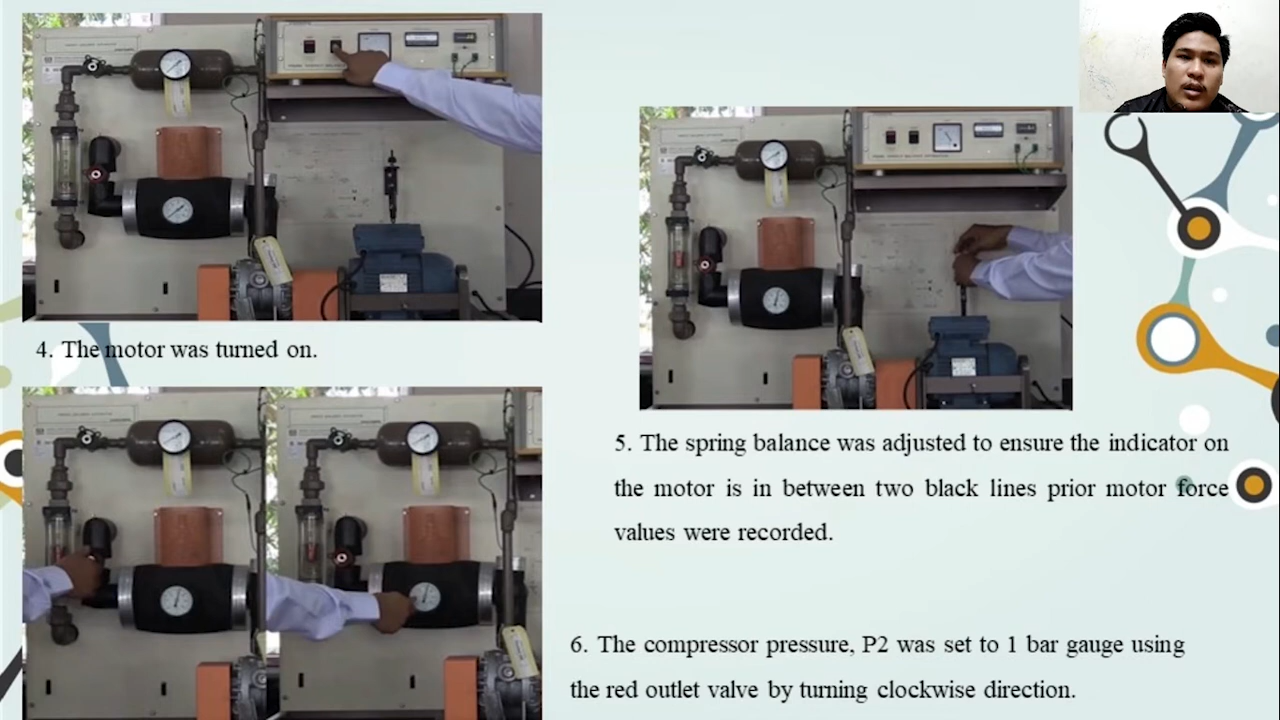 4. The motor was turned on.
5. The spring balance was adjusted to ensure the indicator on
the motor is in between two black lines prior motor force
values were recorded.
6. The compressor pressure, P2 was set to 1 bar gauge using
the red outlet valve by turning clockwise direction.